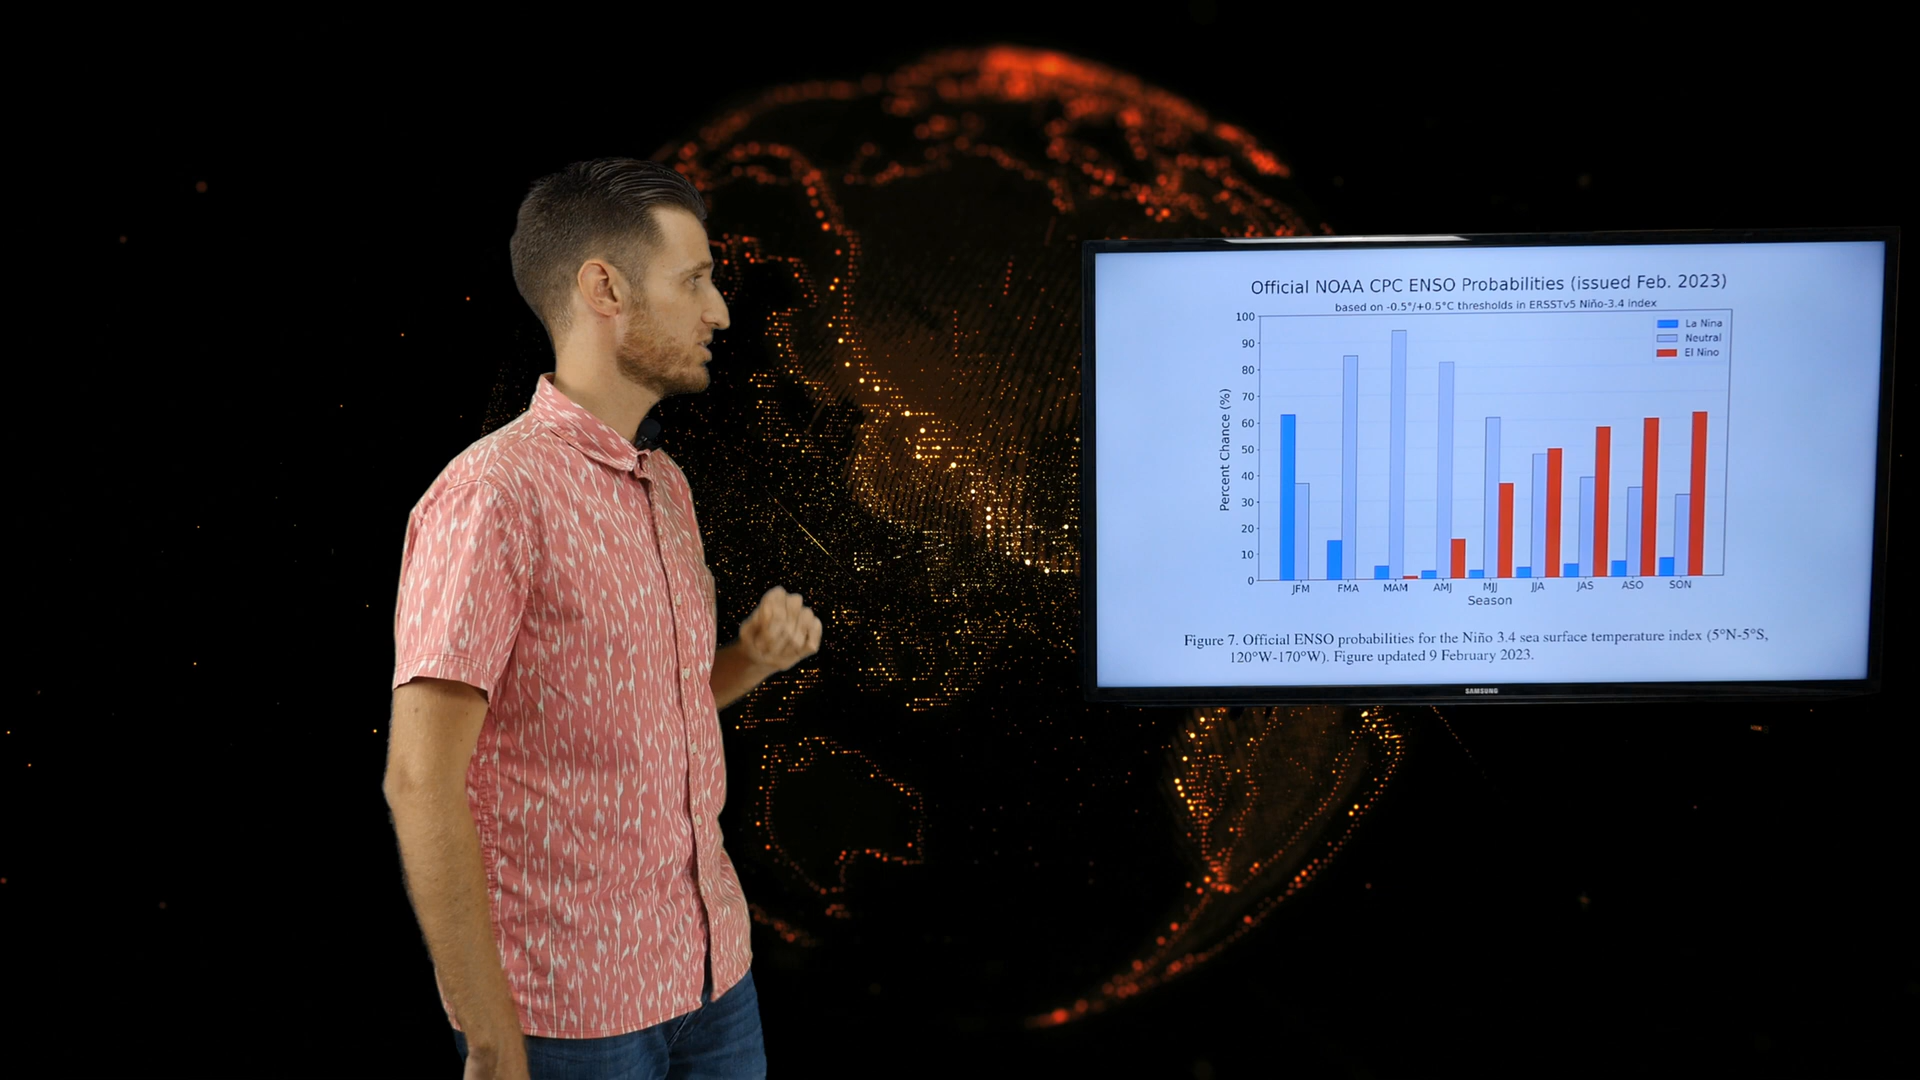 Official NOAA CPC ENSO Probabilities (issued Feb. 2023)
based on -0.5°/+0.5°C thresholds in ERSSTv5 Niño-3.4 index
La Nina
Neutral
El Nino
Percent Chance (%)
100
90
80
70
60
50
40
30
20
10
0
JFM MAM FMA AMJ MJJ JJA JAS ASO SON
Season
Figure 7. Official ENSO probabilities for the Niño 3.4 sea surface temperature index (5°N-5°S,
120°W-170°W). Figure updated 9 February 2023.
SAMSUNG